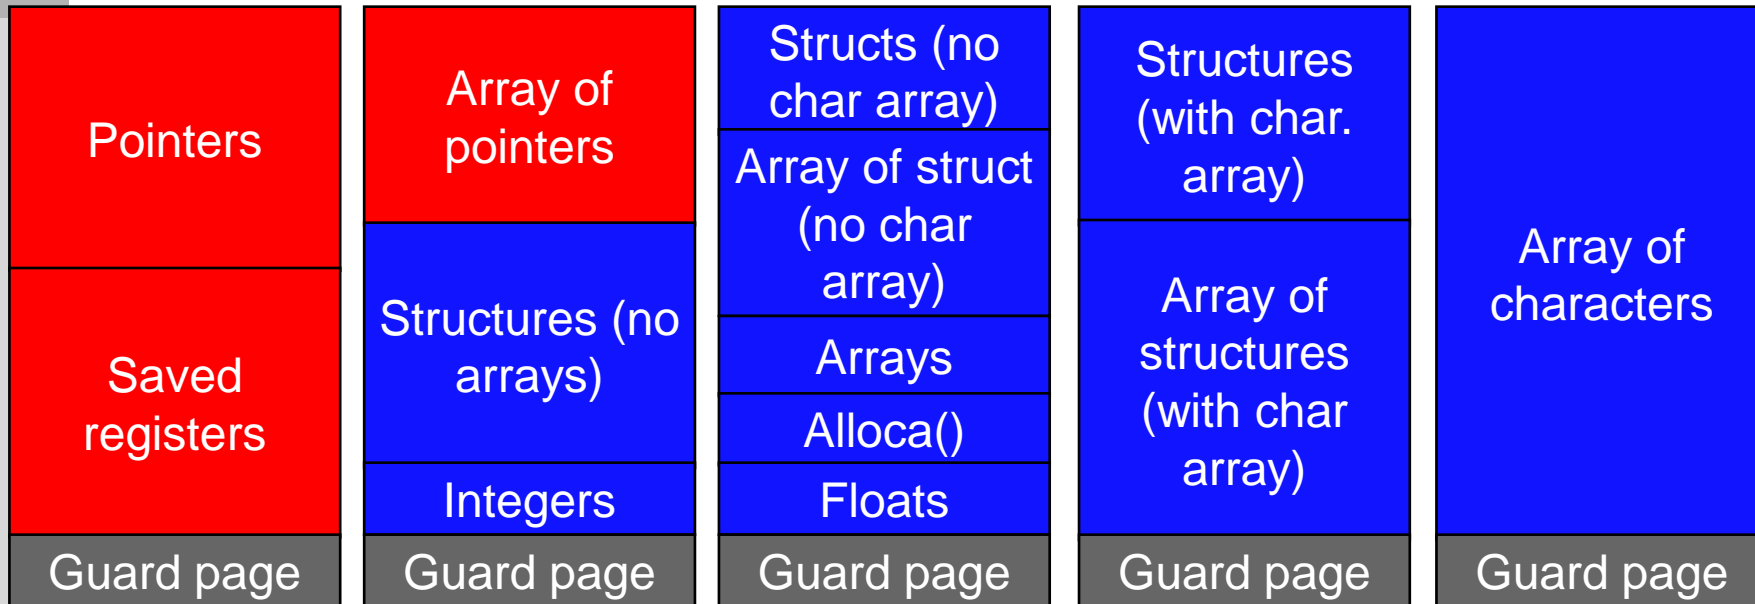 Pointers
Saved
registers
Guard page
Array of
pointers
Structures (no
arrays)
Integers
Guard page
Structs (no
char array)
Array of struct
(no char
array)
Arrays
Alloca()
Floats
Guard page
Structures
(with char.
array)
Array of
structures
(with char
array)
Guard page
Array of
characters
Guard page